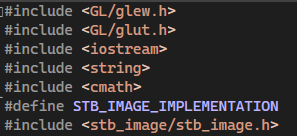 #include <GL/glew.h>
#include <GL/glut.h>
#include <iostream>
#include <string>
#include <cmath>
#define STB_IMAGE_IMPLEMENTATION
#include <stb_image/stb_image.h>